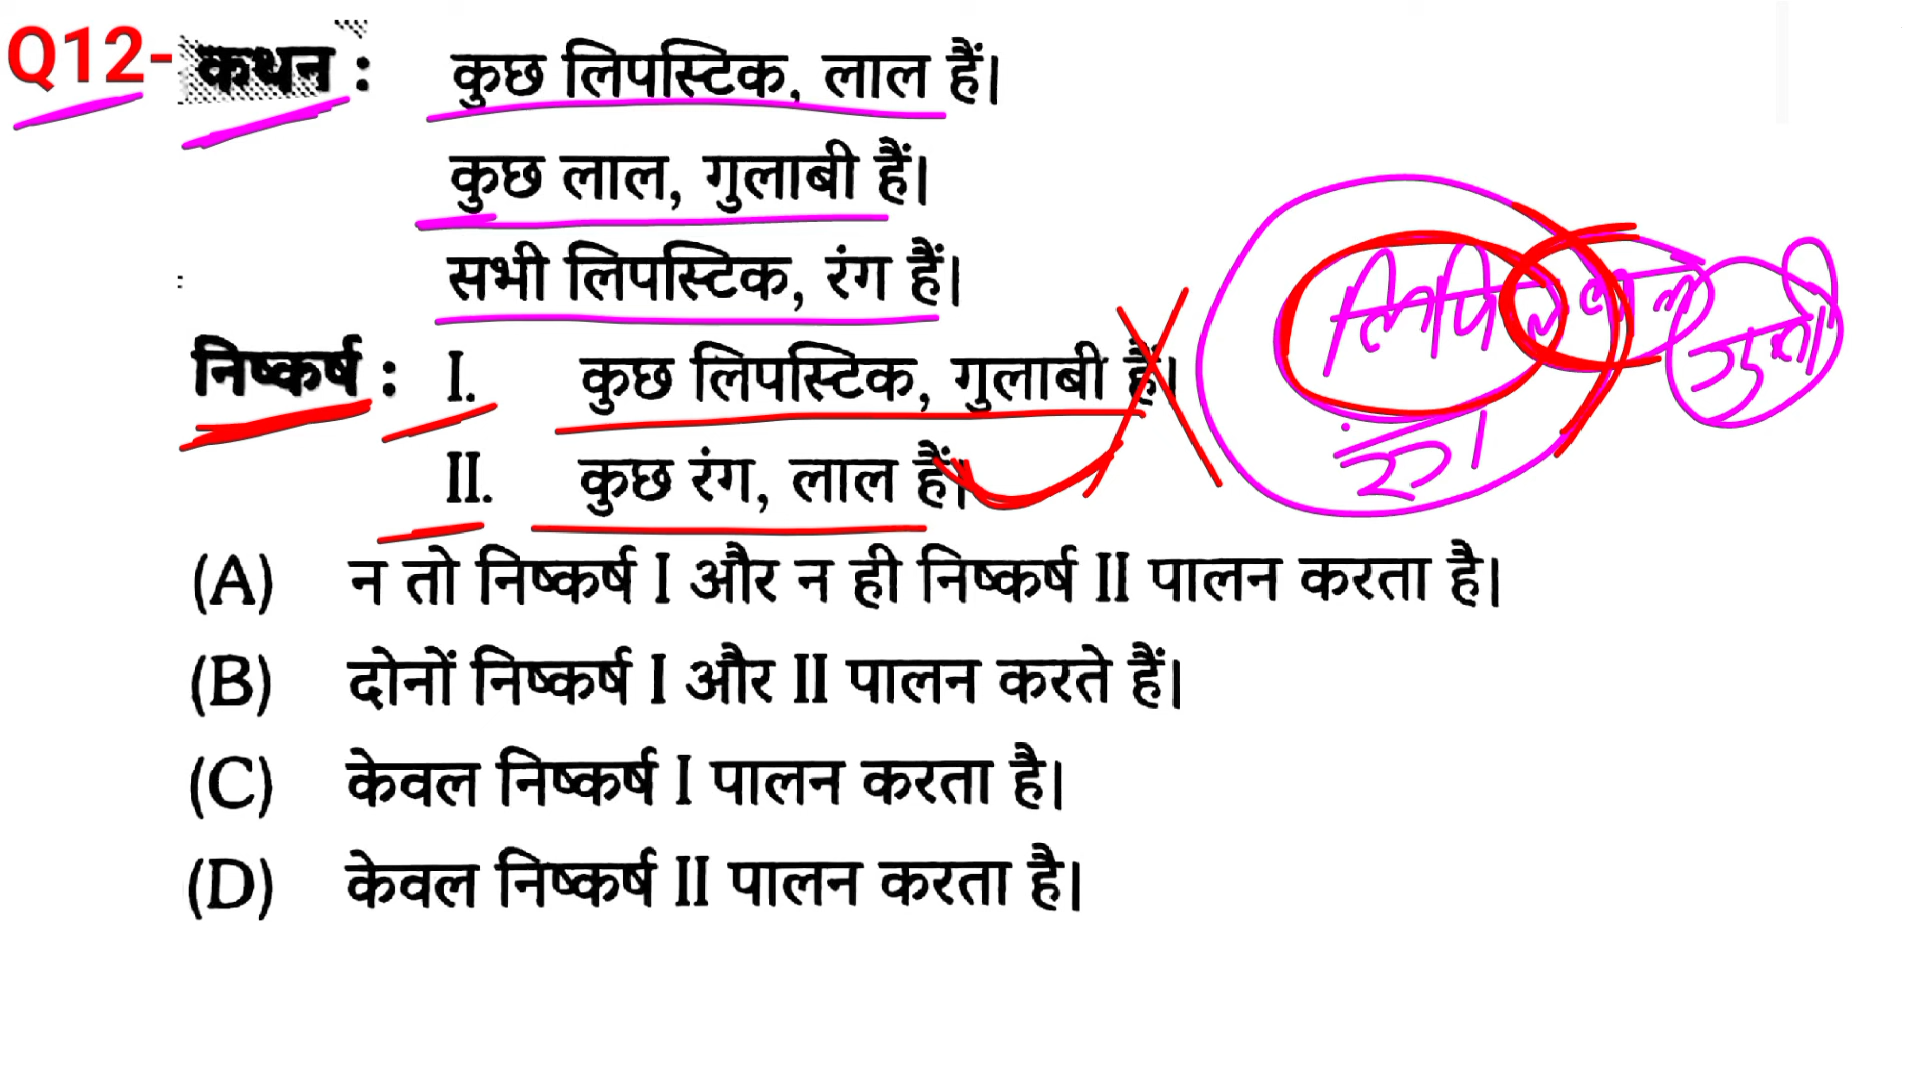 Q12- कथन : कुछ लिपस्टिक, लाल हैं।
कुछ लाल, गुलाबी हैं।
सभी लिपस्टिक, रंग हैं।
निष्कर्ष : I. कुछ लिपस्टिक, गुलाबी हैं।
II. कुछ रंग, लाल हैं।
(A) न तो निष्कर्ष I और न ही निष्कर्ष II पालन करता है।
(B) दोनों निष्कर्ष I और II पालन करते हैं।
(C) केवल निष्कर्ष I पालन करता है।
(D) केवल निष्कर्ष II पालन करता है।
लाल
रंग